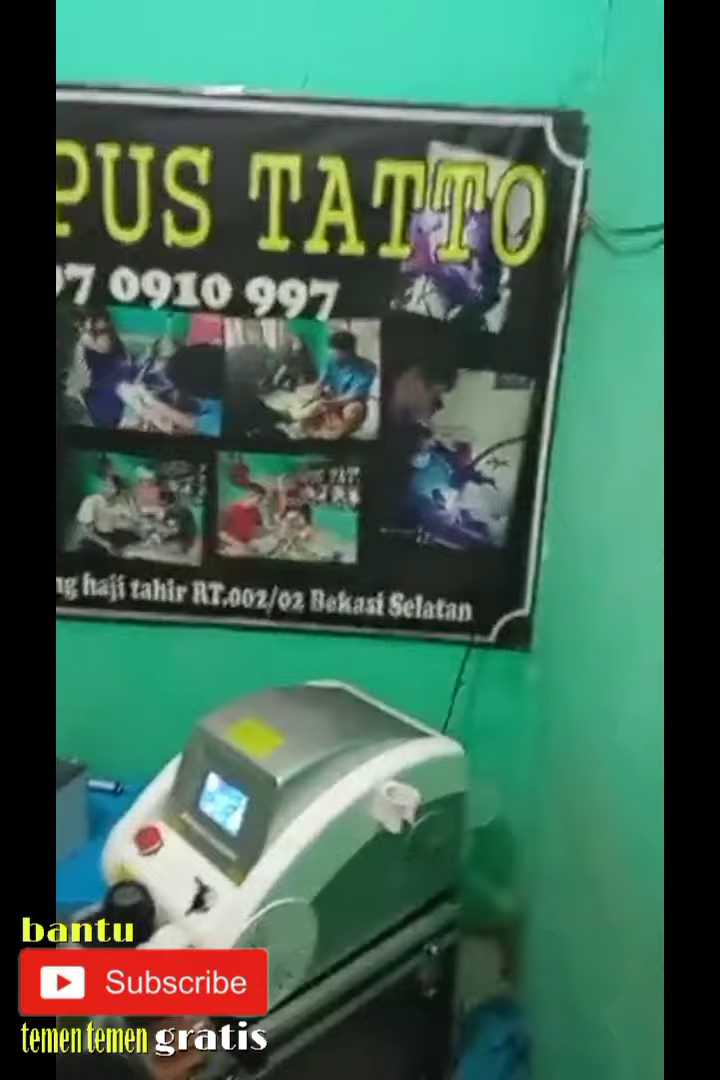 PUS TATTO
97 0910 997
ng haji tahir RT.002/02 Bekasi Selatan
bantu
Subscribe
temen temen gratis